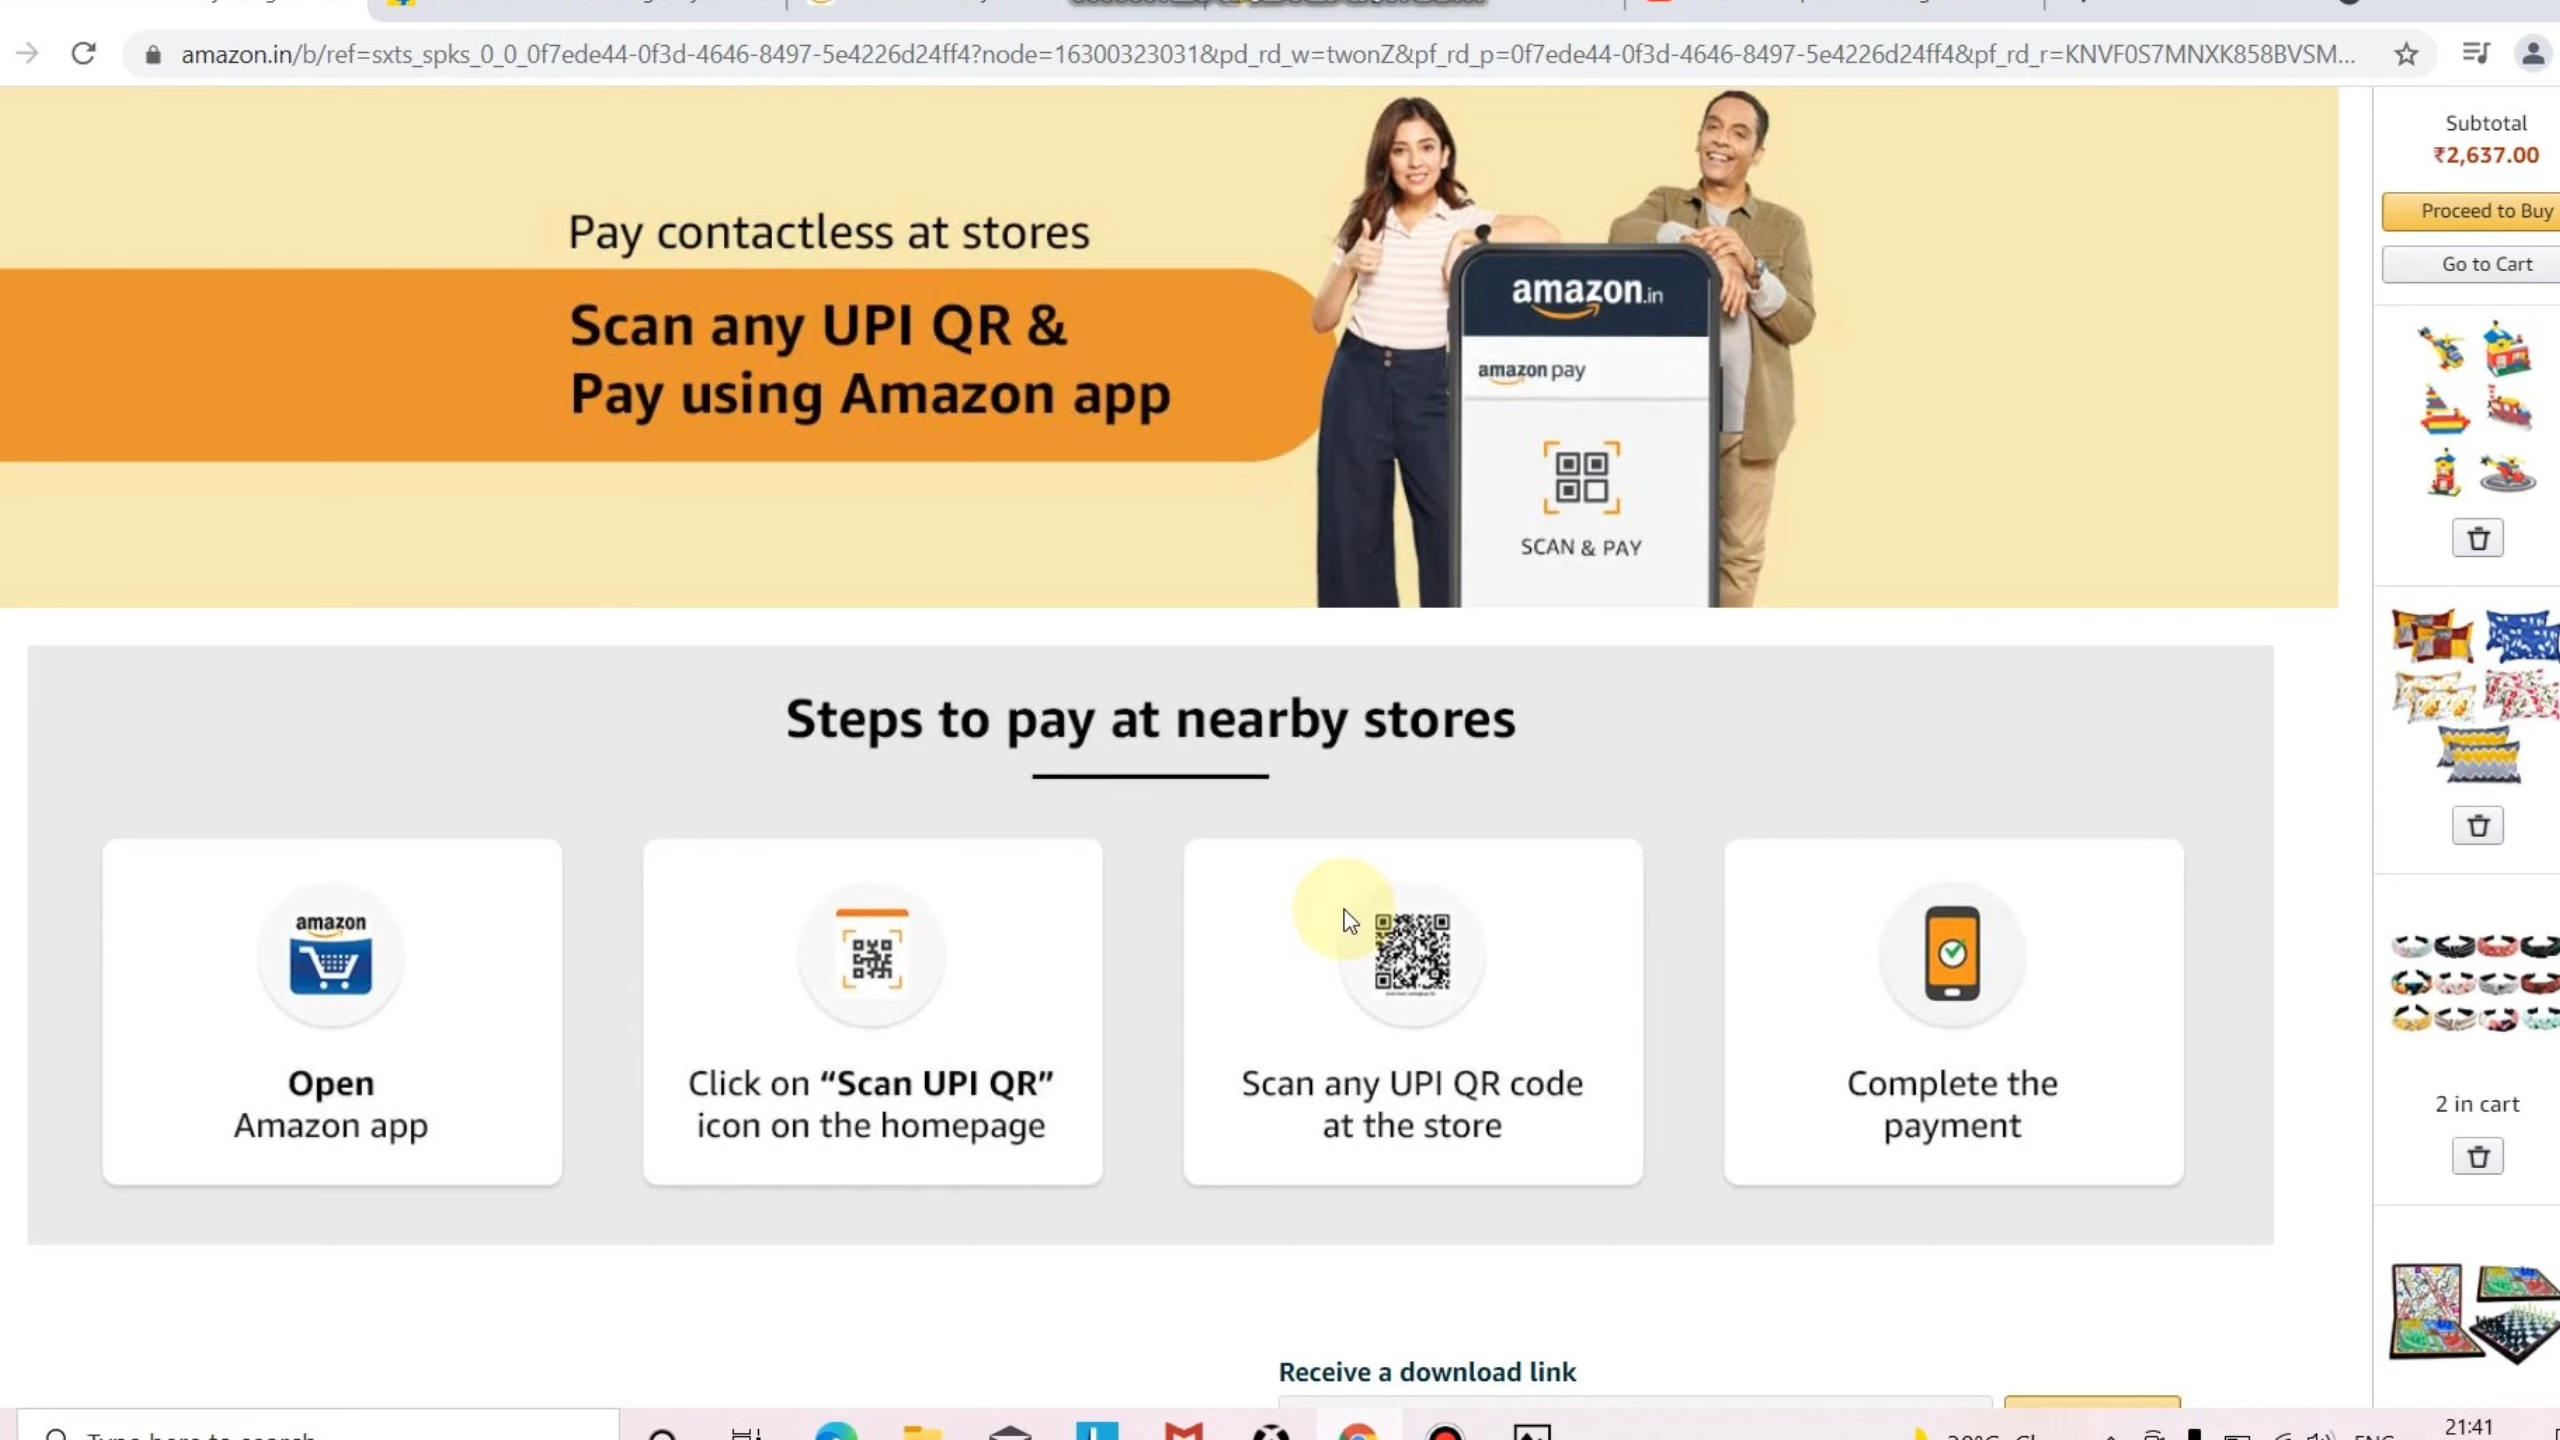 amazon.in/b/ref=sxts_spks_0_0_0f7ede44-0f3d-4646-8497-5e4226d24ff4?node=16300323031&pd_rd_w=twonZ&pf_rd_p=0f7ede44-0f3d-4646-8497-5e4226d24ff4&pf_rd_r=KNVF0S7MNXK858BVSM...
Pay contactless at stores
Scan any UPI QR &
Pay using Amazon app
amazon.in
amazon pay
SCAN & PAY
Subtotal
₹2,637.00
Proceed to Buy
Go to Cart
Steps to pay at nearby stores
amazon
Open
Amazon app
Click on “Scan UPI QR”
icon on the homepage
Scan any UPI QR code
at the store
Complete the
payment
2 in cart
Receive a download link
Type here to search
21:41